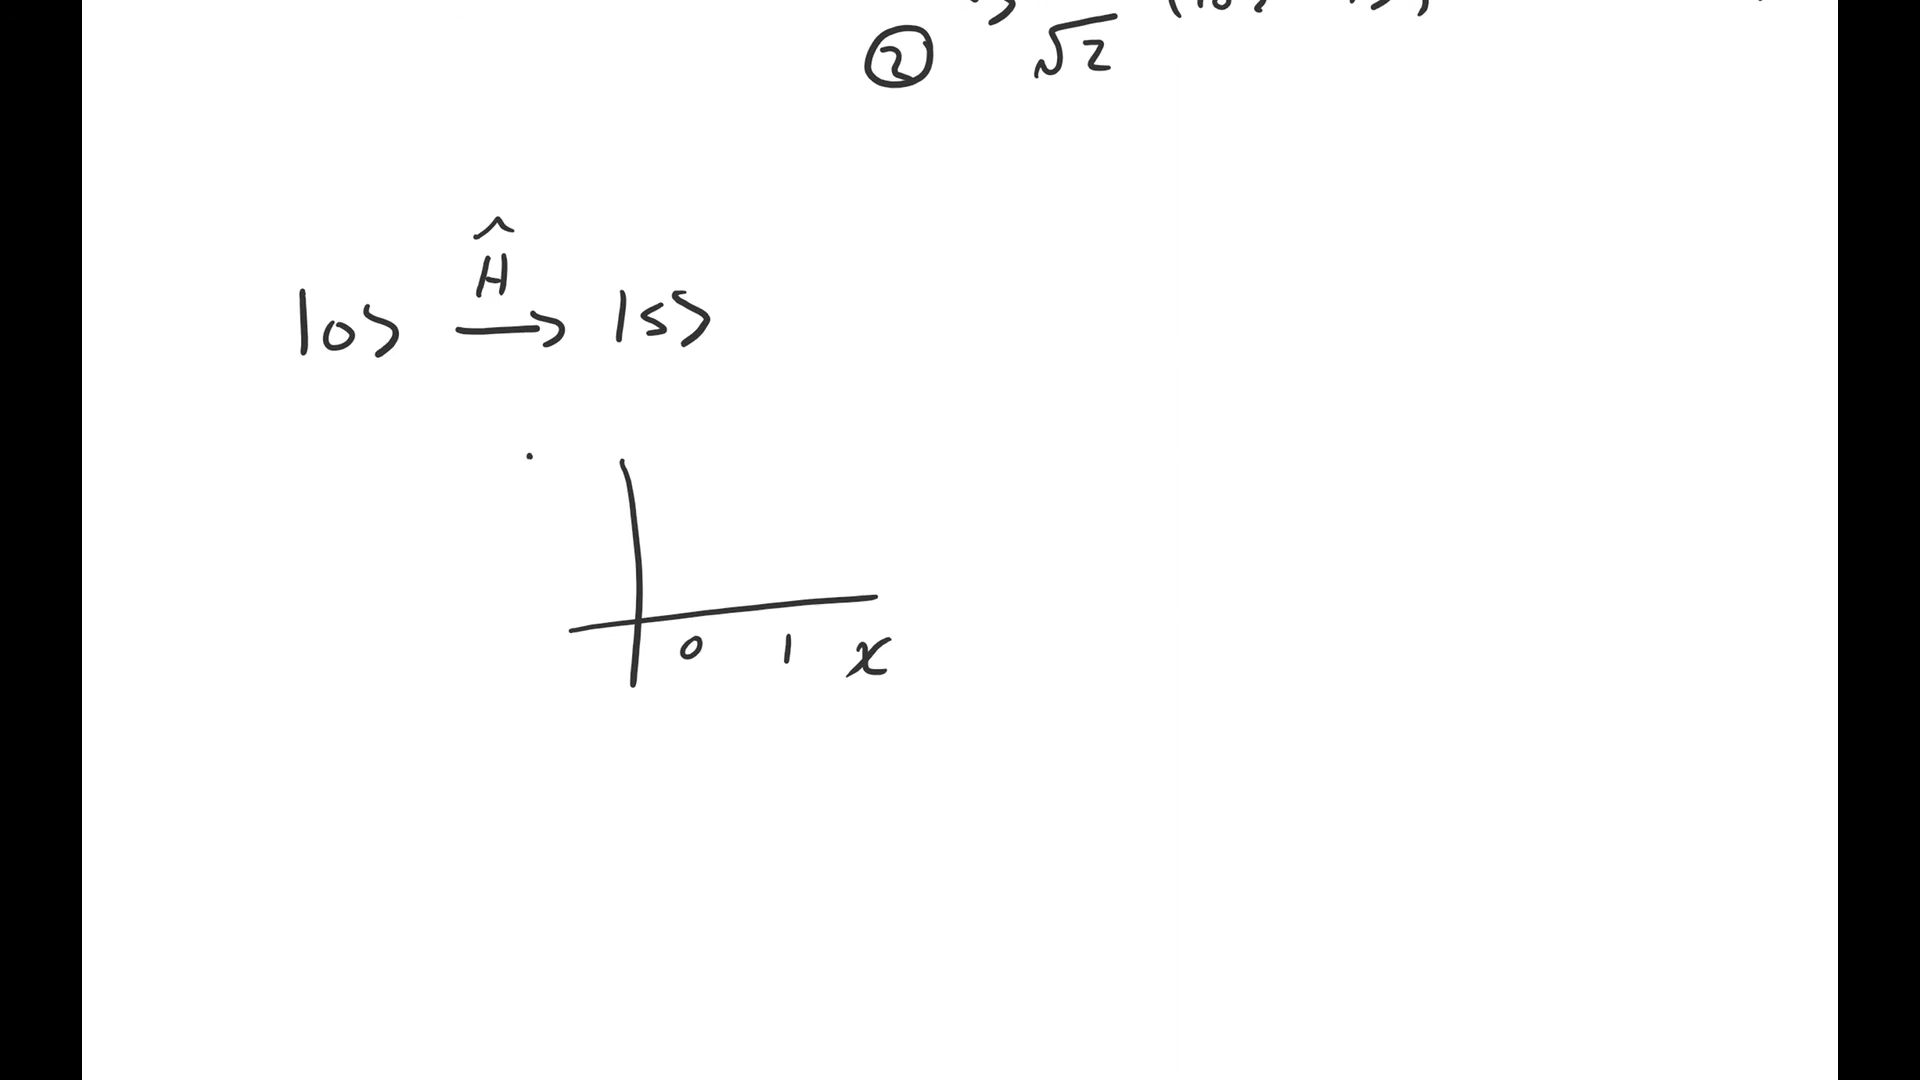 ② √2
Ĥ
|0> → |s>
0 1 x